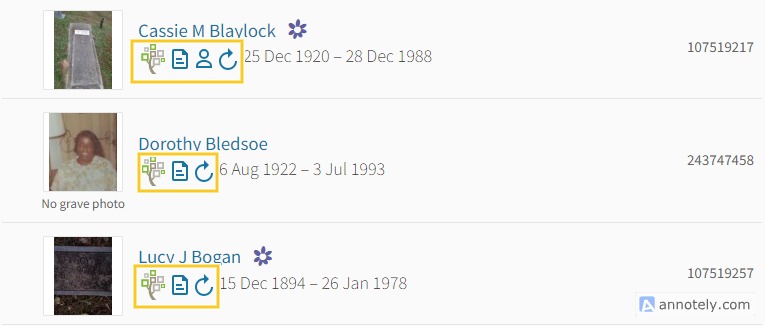 Cassie M Blaylock
25 Dec 1920 – 28 Dec 1988
107519217
Dorothy Bledsoe
6 Aug 1922 – 3 Jul 1993
243747458
No grave photo
Lucy J Bogan
15 Dec 1894 – 26 Jan 1978
107519257
annotely.com